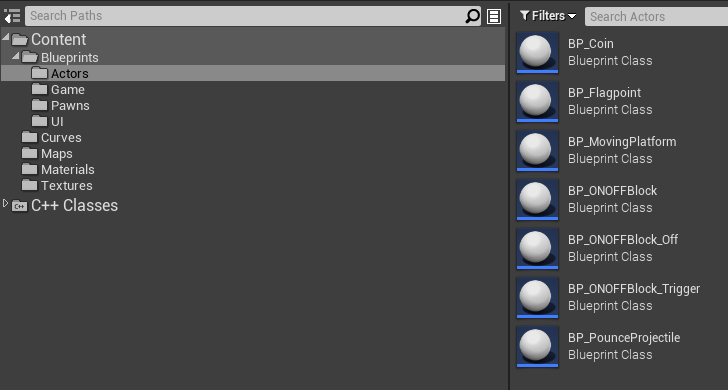 Search Paths
Content
Blueprints
Actors
Game
Pawns
UI
Curves
Maps
Materials
Textures
C++ C++ Classes
Filters
Search Actors
BP_Coin
Blueprint Class
BP_Flagpoint
Blueprint Class
BP_MovingPlatform
Blueprint Class
BP_ONOFFBlock
Blueprint Class
BP_ONOFFBlock_Off
Blueprint Class
BP_ONOFFBlock_Trigger
Blueprint Class
BP_PounceProjectile
Blueprint Class